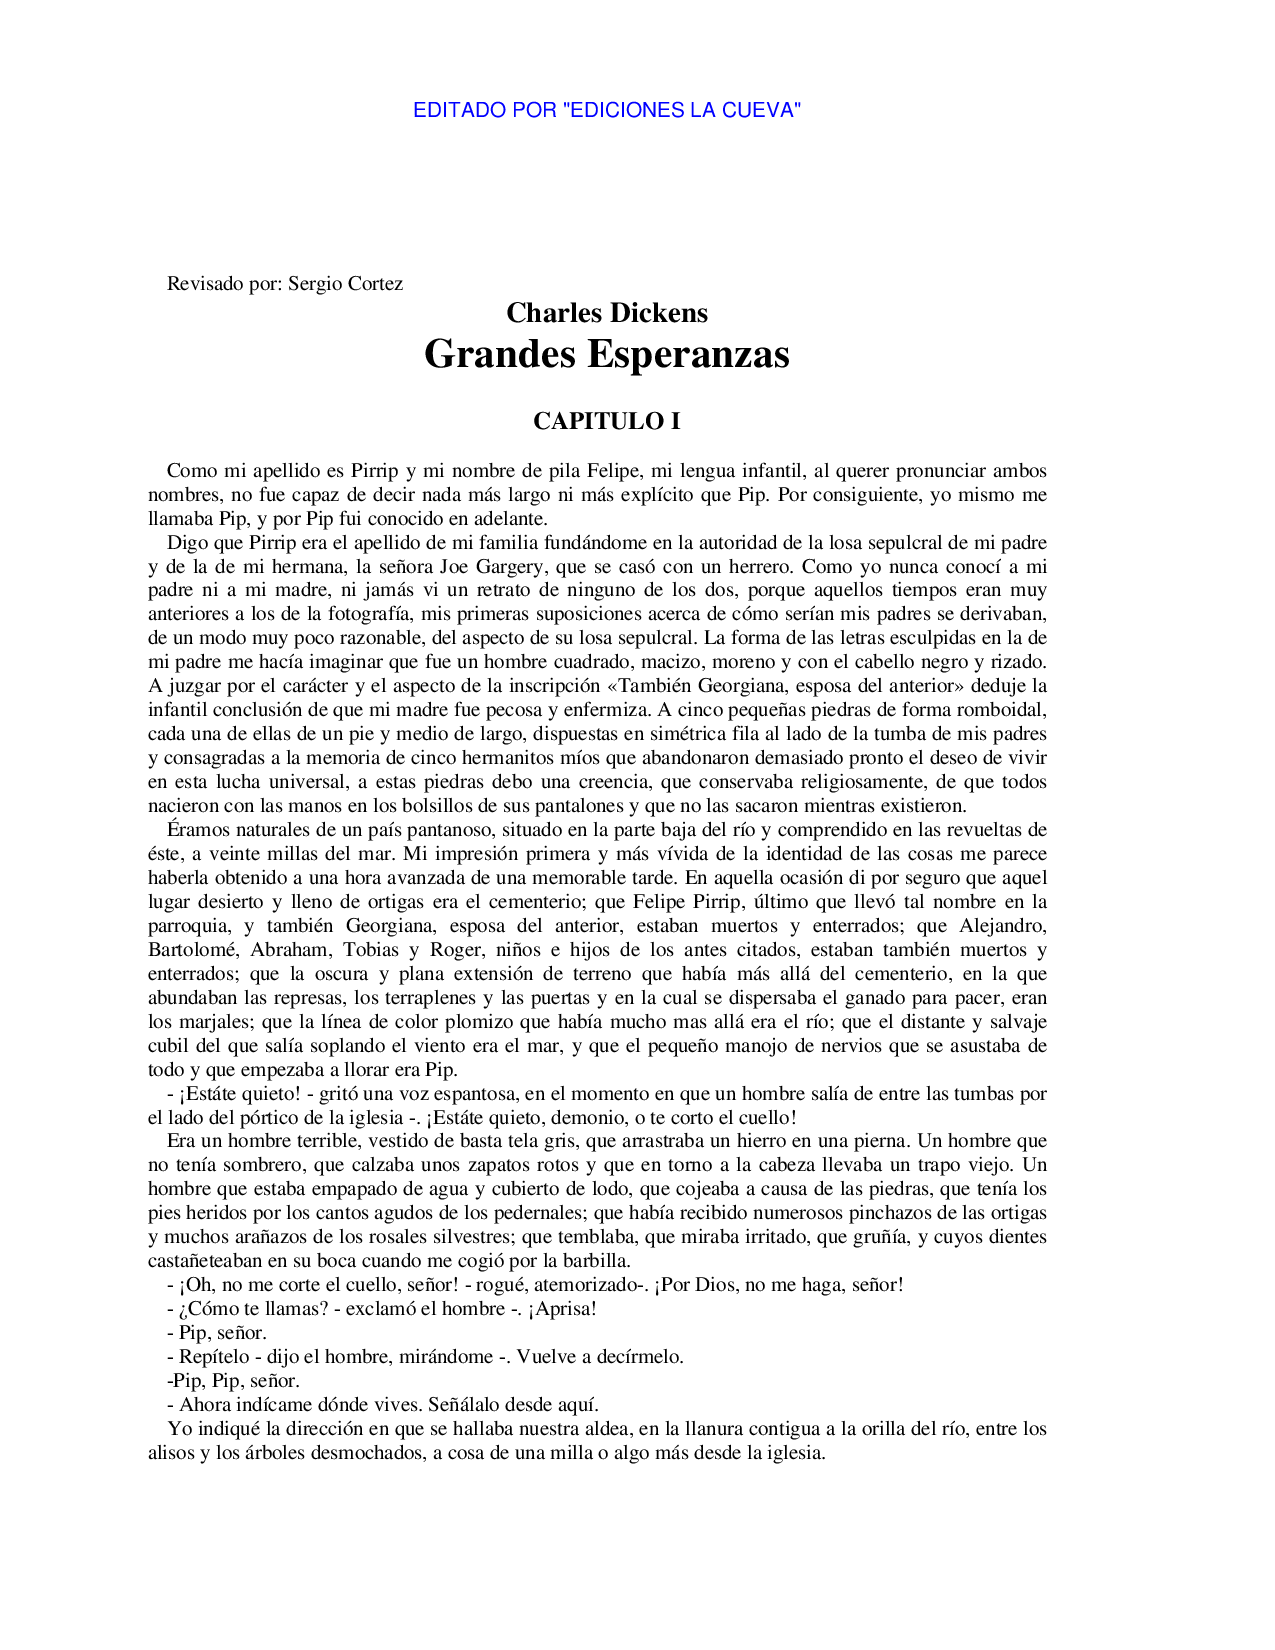 EDITADO POR "EDICIONES LA CUEVA"
Revisado por: Sergio Cortez
Charles Dickens
Grandes Esperanzas
CAPITULO I
Como mi apellido es Pirrip y mi nombre de pila Felipe, mi lengua infantil, al querer pronunciar ambos
nombres, no fue capaz de decir nada más largo ni más explícito que Pip. Por consiguiente, yo mismo me
llamaba Pip, y por Pip fui conocido en adelante.
Digo que Pirrip era el apellido de mi familia fundándome en la autoridad de la losa sepulcral de mi padre
y de la de mi hermana, la señora Joe Gargery, que se casó con un herrero. Como yo nunca conocí a mi
padre ni a mi madre, ni jamás vi un retrato de ninguno de los dos, porque aquellos tiempos eran muy
anteriores a los de la fotografía, mis primeras suposiciones acerca de cómo serían mis padres se derivaban,
de un modo muy poco razonable, del aspecto de su losa sepulcral. La forma de las letras esculpidas en la de
mi padre me hacía imaginar que fue un hombre cuadrado, macizo, moreno y con el cabello negro y rizado.
A juzgar por el carácter y el aspecto de la inscripción «También Georgiana, esposa del anterior» deduje la
infantil conclusión de que mi madre fue pecosa y enfermiza. A cinco pequeñas piedras de forma romboidal,
cada una de ellas de un pie y medio de largo, dispuestas en simétrica fila al lado de la tumba de mis padres
y consagradas a la memoria de cinco hermanitos míos que abandonaron demasiado pronto el deseo de vivir
en esta lucha universal, a estas piedras debo una creencia, que conservaba religiosamente, de que todos
nacieron con las manos en los bolsillos de sus pantalones y que no las sacaron mientras existieron.
Éramos naturales de un país pantanoso, situado en la parte baja del río y comprendido en las revueltas de
éste, a veinte millas del mar. Mi impresión primera y más vívida de la identidad de las cosas me parece
haberla obtenido a una hora avanzada de una memorable tarde. En aquella ocasión di por seguro que aquel
lugar desierto y lleno de ortigas era el cementerio; que Felipe Pirrip, último que llevó tal nombre en la
parroquia, y también Georgiana, esposa del anterior, estaban muertos y enterrados; que Alejandro,
Bartolomé, Abraham, Tobias y Roger, niños e hijos de los antes citados, estaban también muertos y
enterrados; que la oscura y plana extensión de terreno que había más allá del cementerio, en la que
abundaban las represas, los terraplenes y las puertas y en la cual se dispersaba el ganado para pacer, eran
los marjales; que la línea de color plomizo que había mucho mas allá era el río; que el distante y salvaje
cubil del que salía soplando el viento era el mar, y que el pequeño manojo de nervios que se asustaba de
todo y que empezaba a llorar era Pip.
- ¡Estáte quieto! - gritó una voz espantosa, en el momento en que un hombre salía de entre las tumbas por
el lado del pórtico de la iglesia -. ¡Estáte quieto, demonio, o te corto el cuello!
Era un hombre terrible, vestido de basta tela gris, que arrastraba un hierro en una pierna. Un hombre que
no tenía sombrero, que calzaba unos zapatos rotos y que en torno a la cabeza llevaba un trapo viejo. Un
hombre que estaba empapado de agua y cubierto de lodo, que cojeaba a causa de las piedras, que tenía los
pies heridos por los cantos agudos de los pedernales; que había recibido numerosos pinchazos de las ortigas
y muchos arañazos de los rosales silvestres; que temblaba, que miraba irritado, que gruñía, y cuyos dientes
castañeteaban en su boca cuando me cogió por la barbilla.
- ¡Oh, no me corte el cuello, señor! - rogué, atemorizado-. ¡Por Dios, no me haga, señor!
- ¿Cómo te llamas? - exclamó el hombre -. ¡Aprisa!
- Pip, señor.
- Repítelo - dijo el hombre, mirándome -. Vuelve a decírmelo.
-Pip, Pip, señor.
- Ahora indícame dónde vives. Señálalo desde aquí.
Yo indiqué la dirección en que se hallaba nuestra aldea, en la llanura contigua a la orilla del río, entre los
alisos y los árboles desmochados, a cosa de una milla o algo más desde la iglesia.